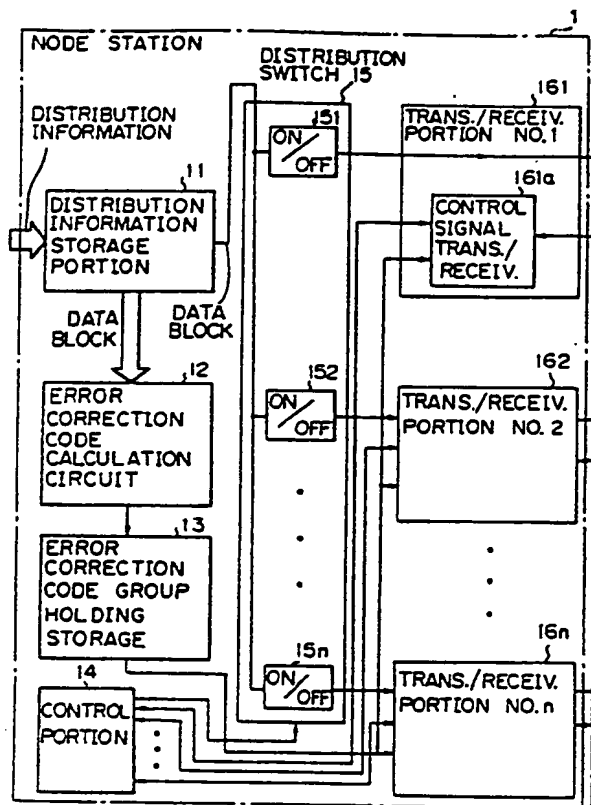 1
NODE STATION
DISTRIBUTION
SWITCH 15
DISTRIBUTION
INFORMATION
11
DISTRIBUTION
INFORMATION
STORAGE
PORTION
DATA
BLOCK
DATA
BLOCK
12
ERROR
CORRECTION
CODE
CALCULATION
CIRCUIT
13
ERROR
CORRECTION
CODE GROUP
HOLDING
STORAGE
14
CONTROL
PORTION
151
ON
OFF
152
ON
OFF
15n
ON
OFF
161
TRANS./RECEIV.
PORTION NO.1
161a
CONTROL
SIGNAL
TRANS./
RECEIV.
162
TRANS./RECEIV.
PORTION NO.2
16n
TRANS./RECEIV.
PORTION NO.n